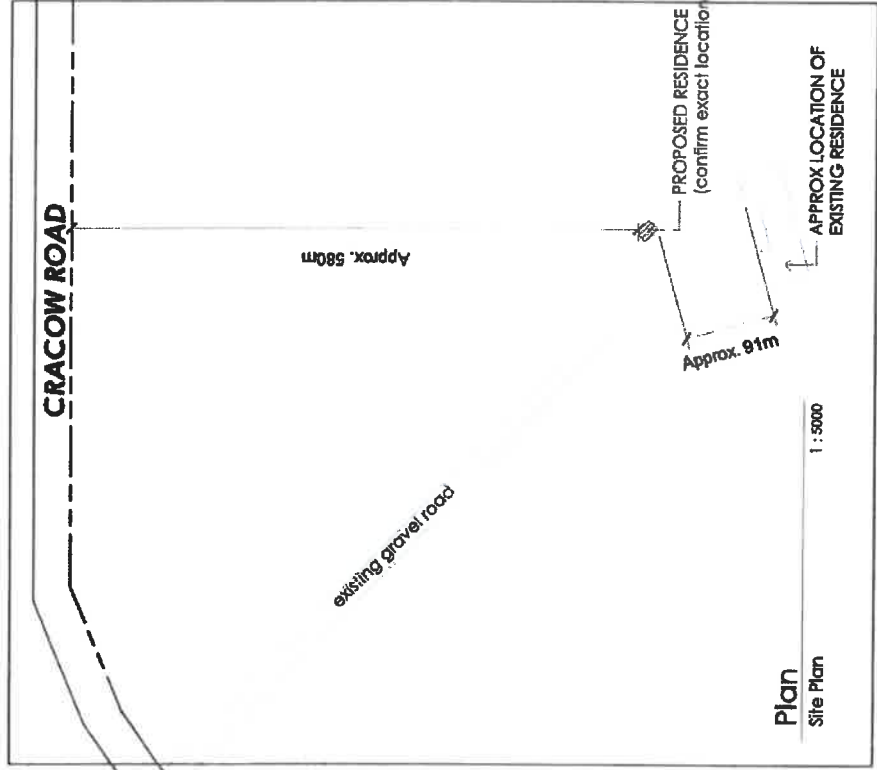 CRACOW ROAD
Approx. 580m
PROPOSED RESIDENCE
(confirm exact location
Approx. 91m
APPROX LOCATION OF
EXISTING RESIDENCE
existing gravel road
Plan
Site Plan
1 : 5000